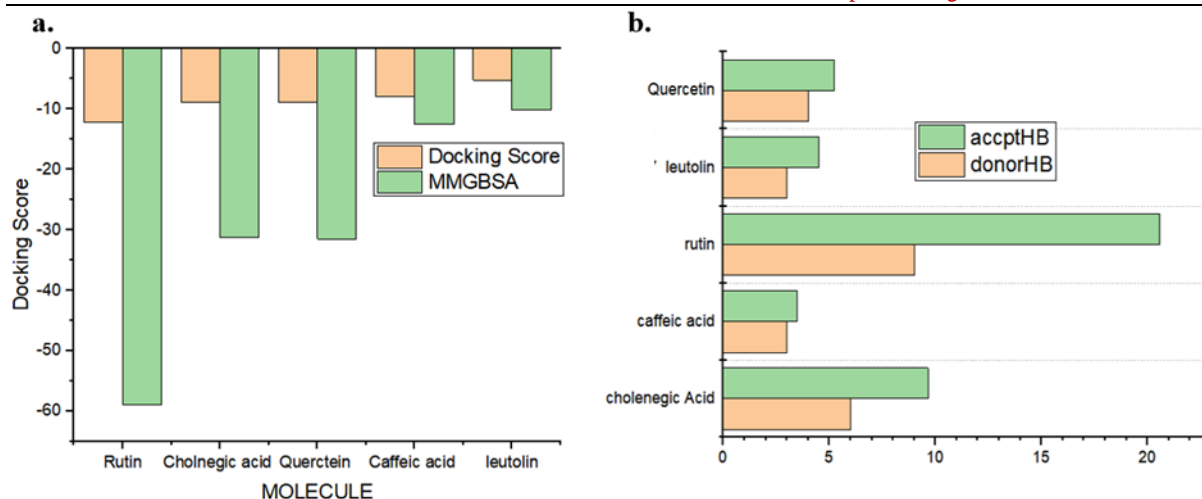 a.
0
-10
-20
-30
-40
-50
-60
Docking Score
Docking Score
MMGBSA
Rutin
Cholnegic acid
Querctein
Caffeic acid
leutolin
MOLECULE
b.
Quercetin
leutolin
rutin
caffeic acid
cholenegic Acid
accptHB
donorHB
0
5
10
15
20